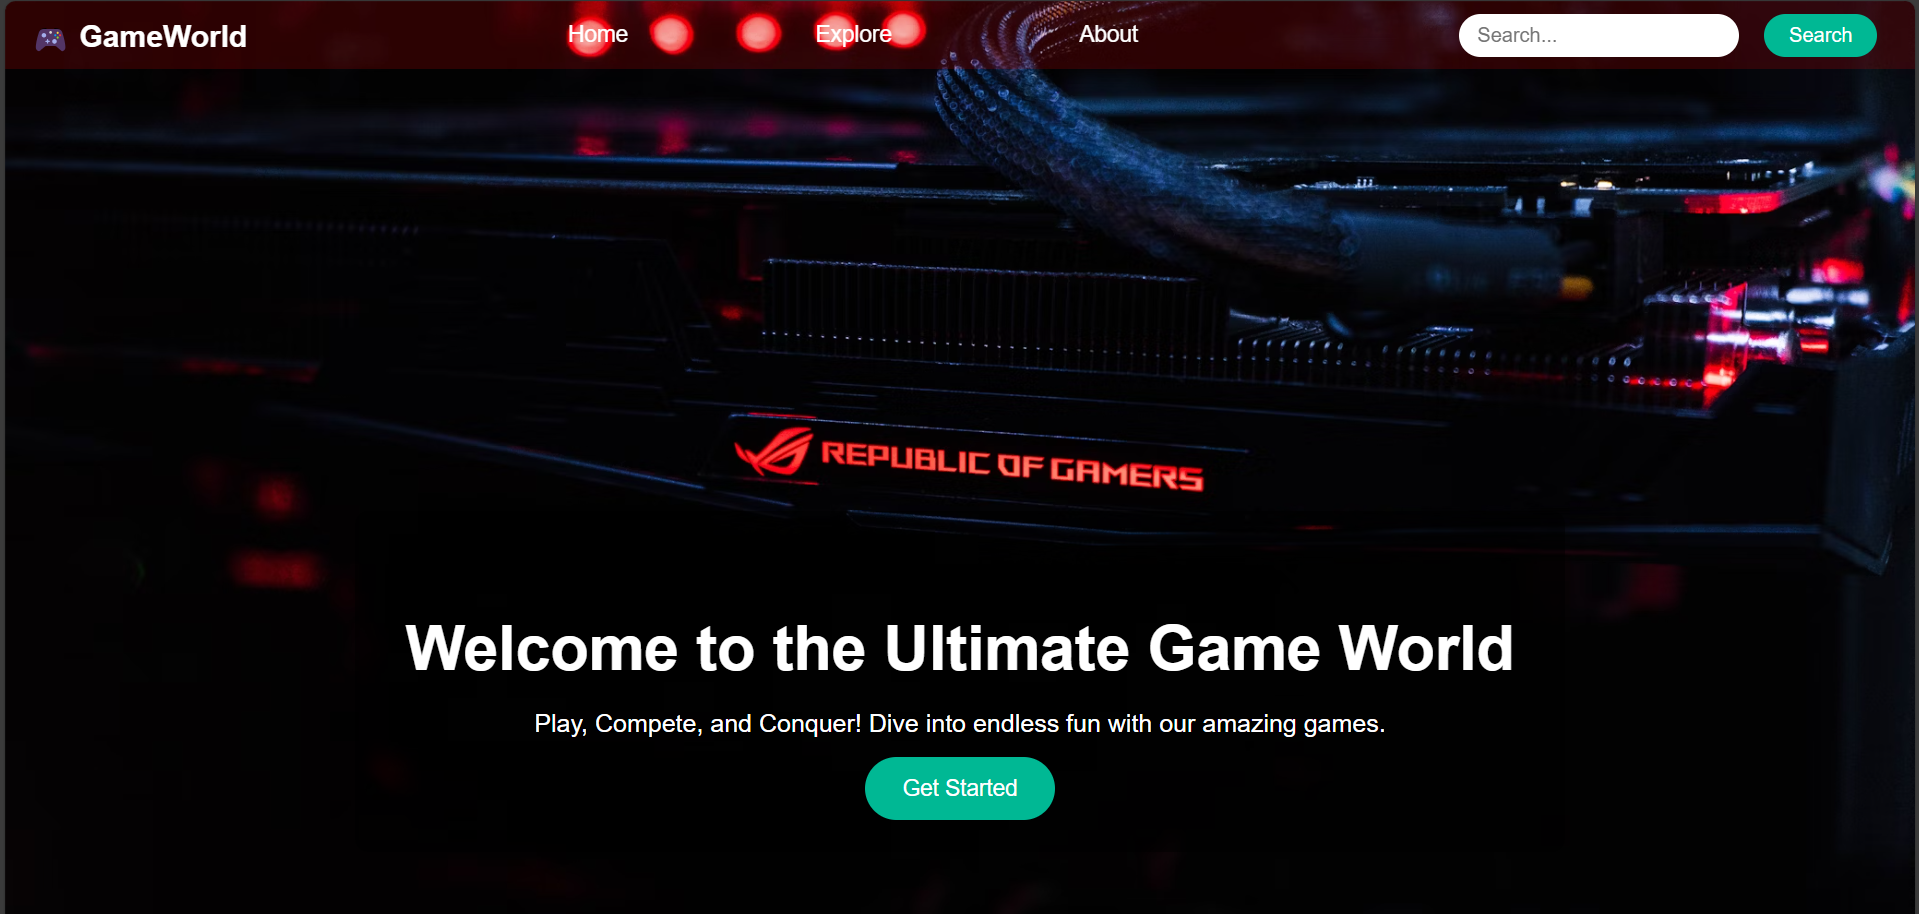 GameWorld
Home
Explore
About
Search...
Search
REPUBLIC OF GAMERS
Welcome to the Ultimate Game World
Play, Compete, and Conquer! Dive into endless fun with our amazing games.
Get Started